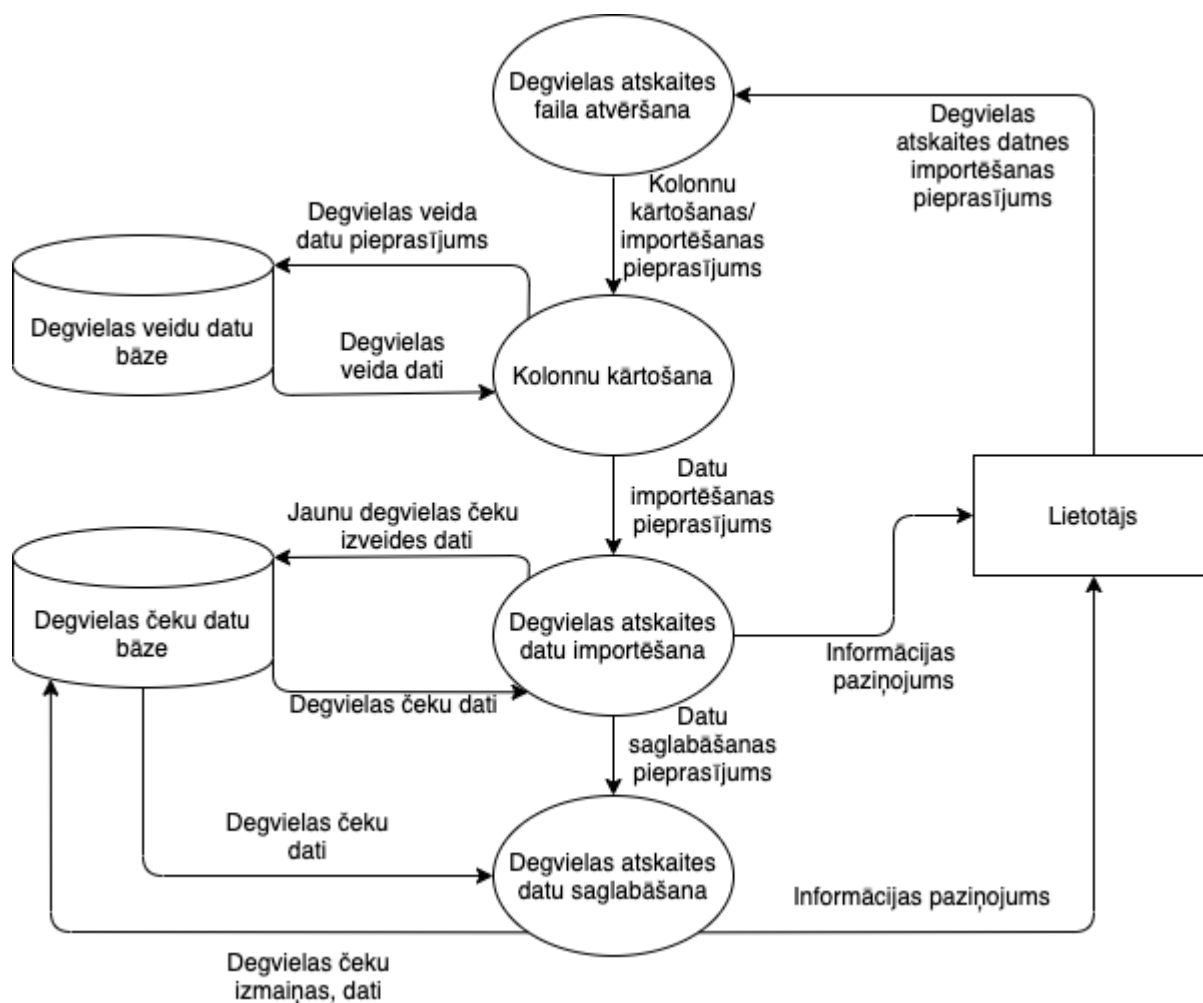 Degvielas atskaites
faila atvēršana
Degvielas
atskaites datnes
importēšanas
pieprasījums
Kolonnu
kārtošanas/
importēšanas
pieprasījums
Degvielas veida
datu pieprasījums
Degvielas veidu datu
bāze
Degvielas
veida dati
Kolonnu kārtošana
Datu
importēšanas
pieprasījums
Lietotājs
Jaunu degvielas čeku
izveides dati
Degvielas čeku datu
bāze
Degvielas atskaites
datu importēšana
Informācijas
paziņojums
Degvielas čeku dati
Datu
saglabāšanas
pieprasījums
Degvielas čeku
dati
Degvielas atskaites
datu saglabāšana
Informācijas paziņojums
Degvielas čeku
izmaiņas, dati